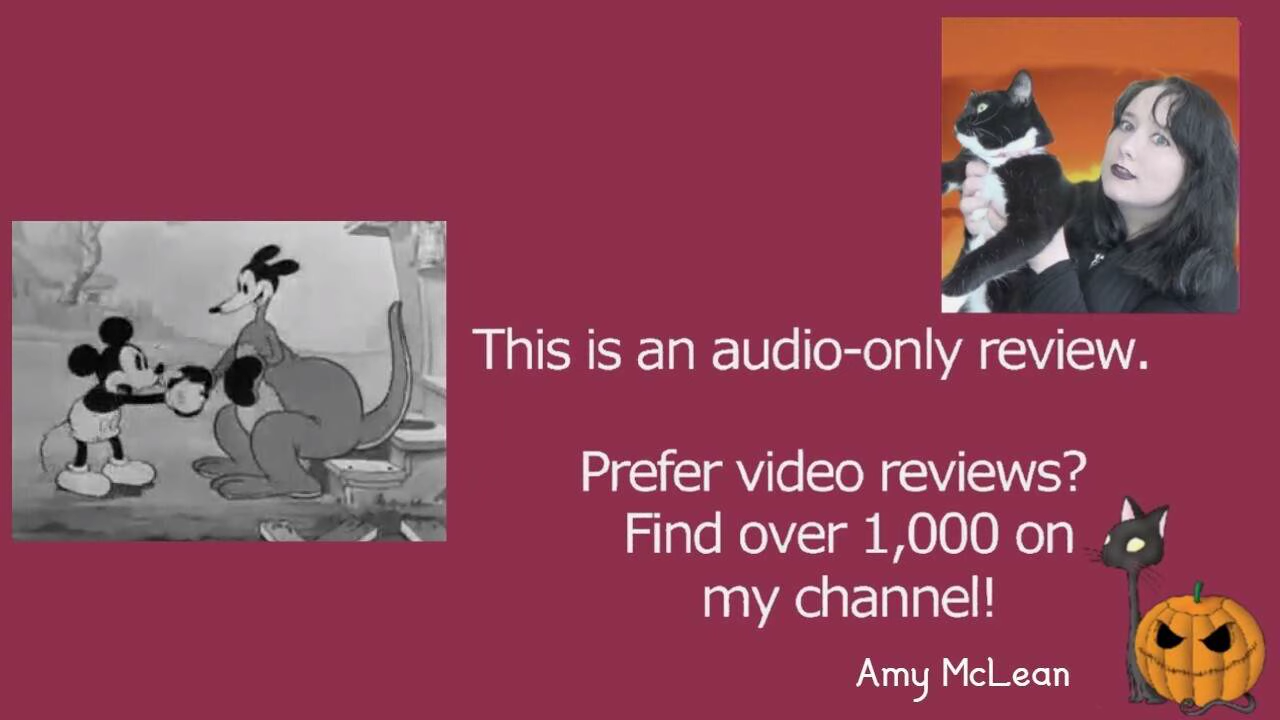 This is an audio-only review.
Prefer video reviews?
Find over 1,000 on
my channel!
Amy McLean